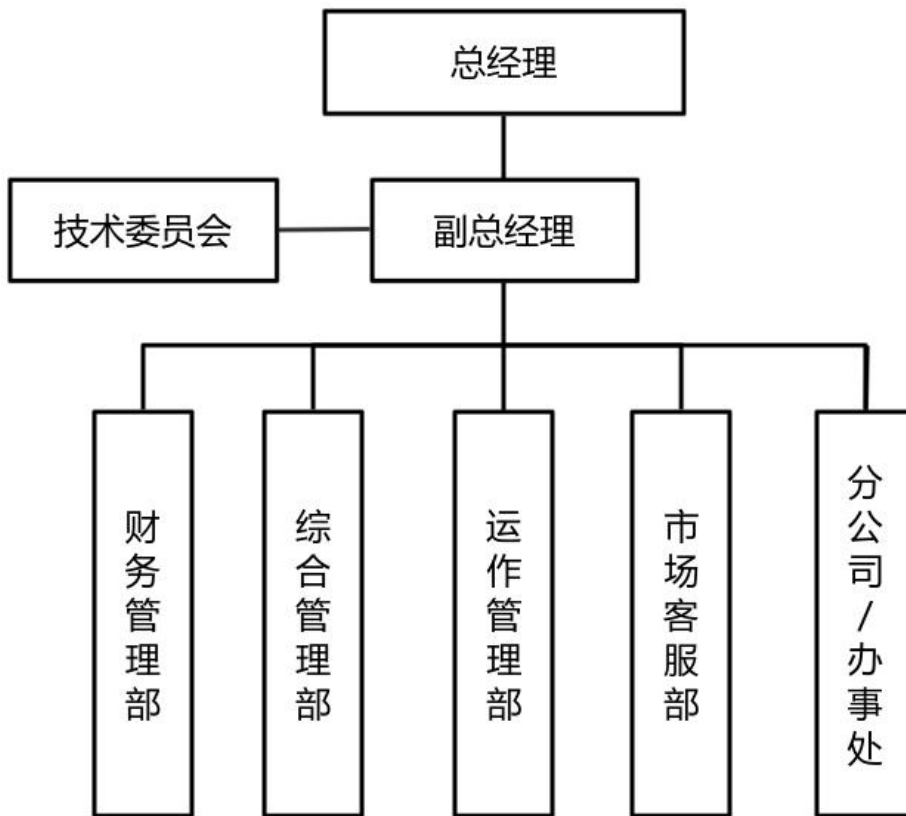 总经理
技术委员会
副总经理
财务管理部
综合管理部
运作管理部
市场客服部
分公司/办事处